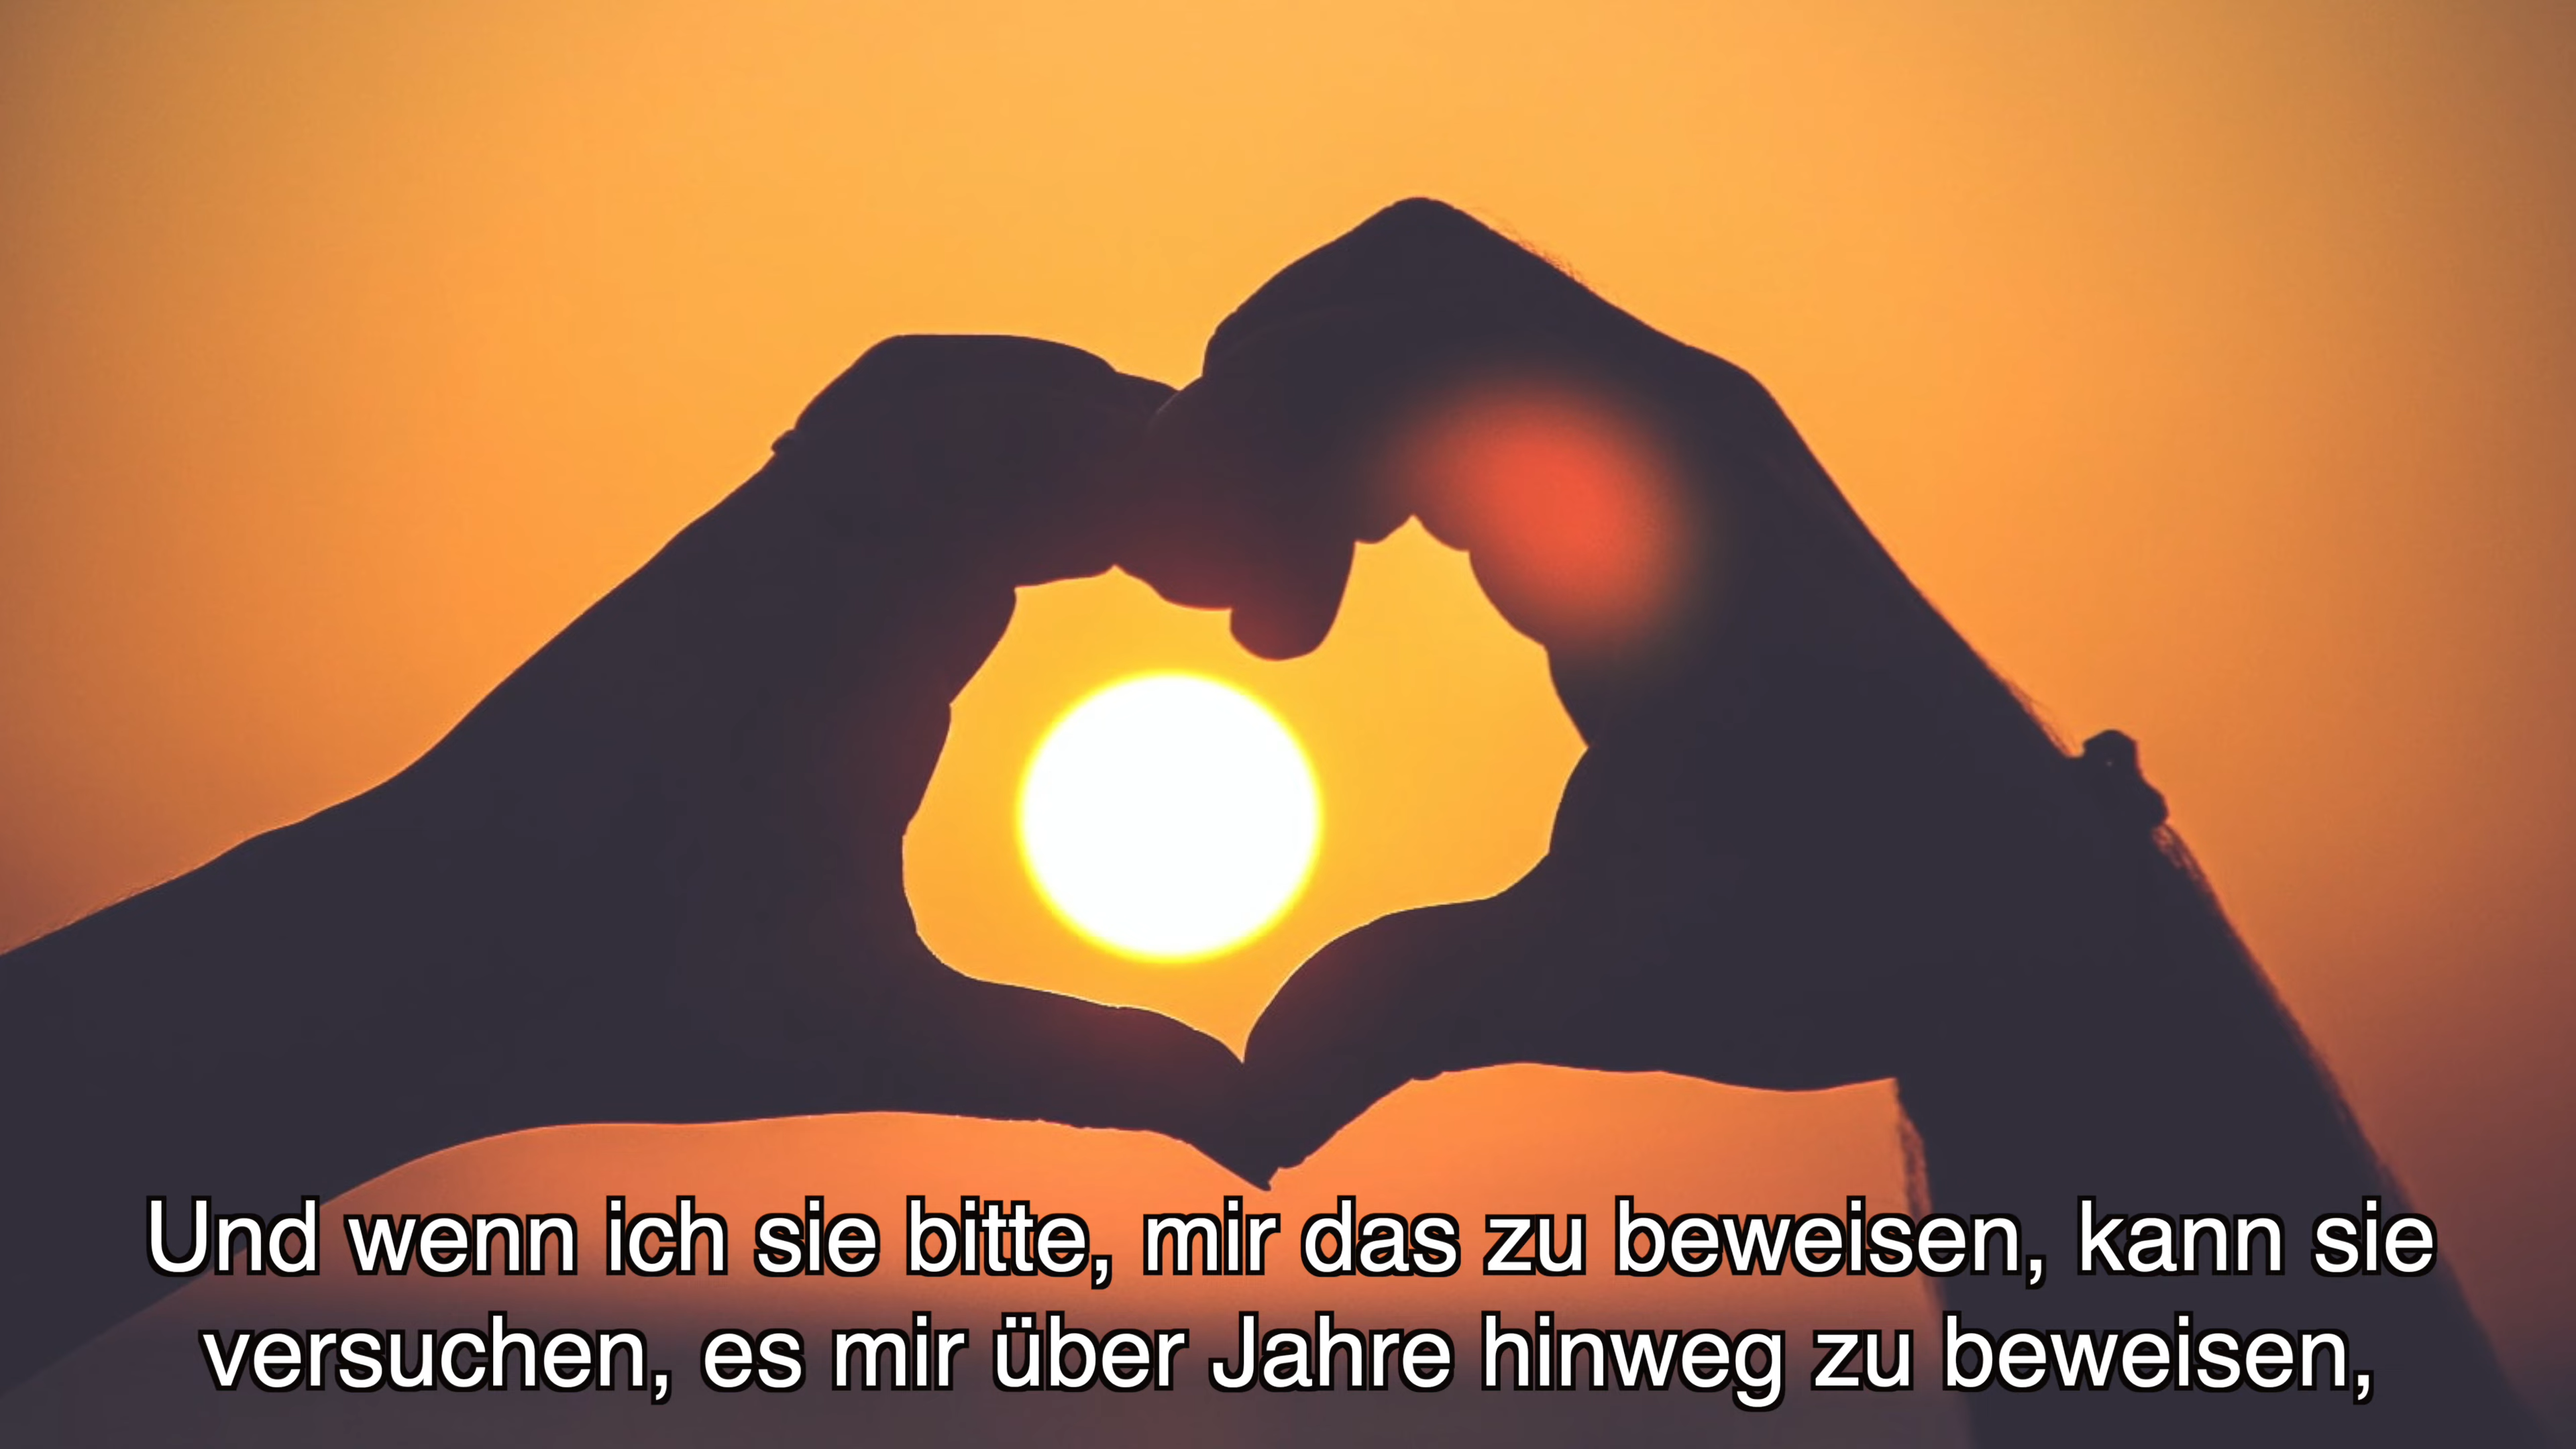 Und wenn ich sie bitte, mir das zu beweisen, kann sie
versuchen, es mir über Jahre hinweg zu beweisen,